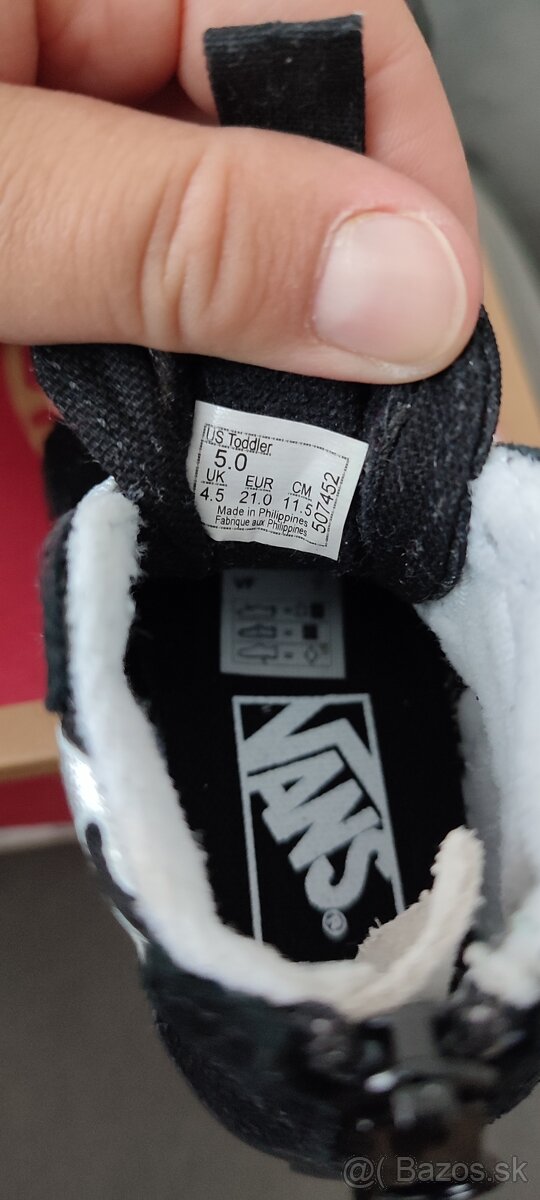 US Toddler
5.0
UK EUR CM
4.5 21.0 11.5
Made in Philippines
Fabrique aux Philippines
507452
VANS®
@( Bazos.sk